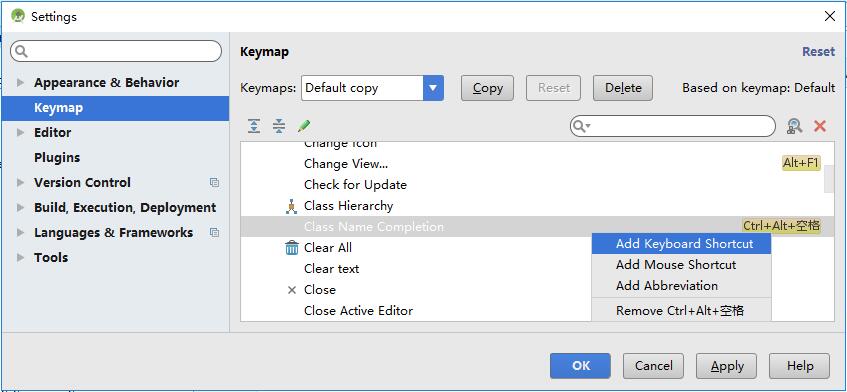 Settings
Keymap
Reset
Appearance & Behavior
Keymaps: Default copy Copy Reset Delete Based on keymap: Default
Keymap
Editor
Plugins
Version Control
Build, Execution, Deployment
Languages & Frameworks
Tools
Change Icon
Change View... Alt+F1
Check for Update
Class Hierarchy
Class Name Completion Ctrl+Alt+空格
Clear All
Clear text
Close
Close Active Editor
Add Keyboard Shortcut
Add Mouse Shortcut
Add Abbreviation
Remove Ctrl+Alt+空格
OK Cancel Apply Help